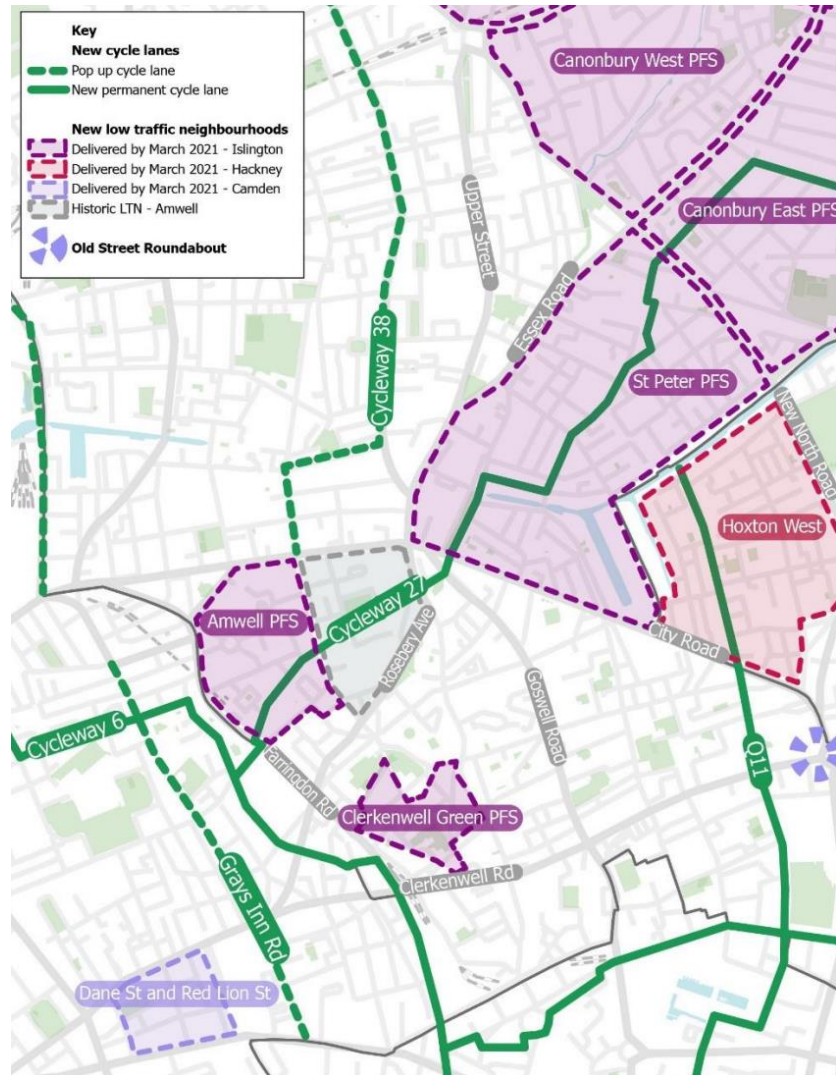 Key
New cycle lanes
Pop up cycle lane
New permanent cycle lane
New low traffic neighbourhoods
Delivered by March 2021 - Islington
Delivered by March 2021 - Hackney
Delivered by March 2021 - Camden
Historic LTN - Amwell
Old Street Roundabout
Canonbury West PFS
Upper Street
Canonbury East PFS
Essex Road
Cycleway 38
St Peter PFS
New North Road
Hoxton West
Amwell PFS
Cycleway 27
Rosebery Ave
City Road
Goswell Road
Cycleway 6
Q11
Farringdon Rd
Clerkenwell Green PFS
Grays Inn Rd
Clerkenwell Rd
Dane St and Red Lion St